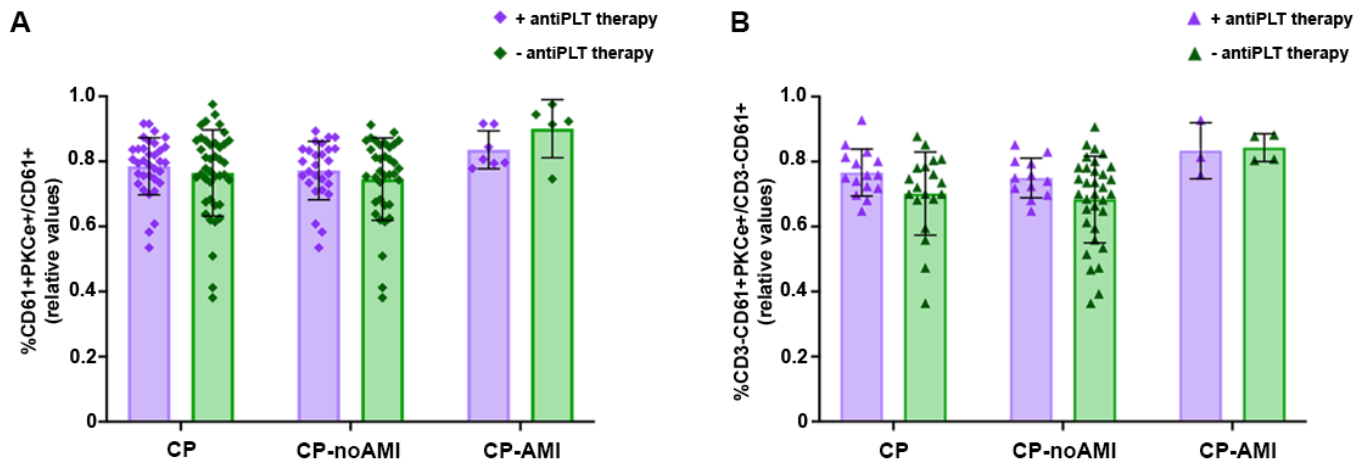 A
+ antiPLT therapy
- antiPLT therapy
%CD61+PKCe+/CD61+
(relative values)
1.0
0.8
0.6
0.4
0.2
0
CP
CP-noAMI
CP-AMI
B
+ antiPLT therapy
- antiPLT therapy
%CD3-CD61+PKCe+/CD3-CD61+
(relative values)
1.0
0.8
0.6
0.4
0.2
0
CP
CP-noAMI
CP-AMI